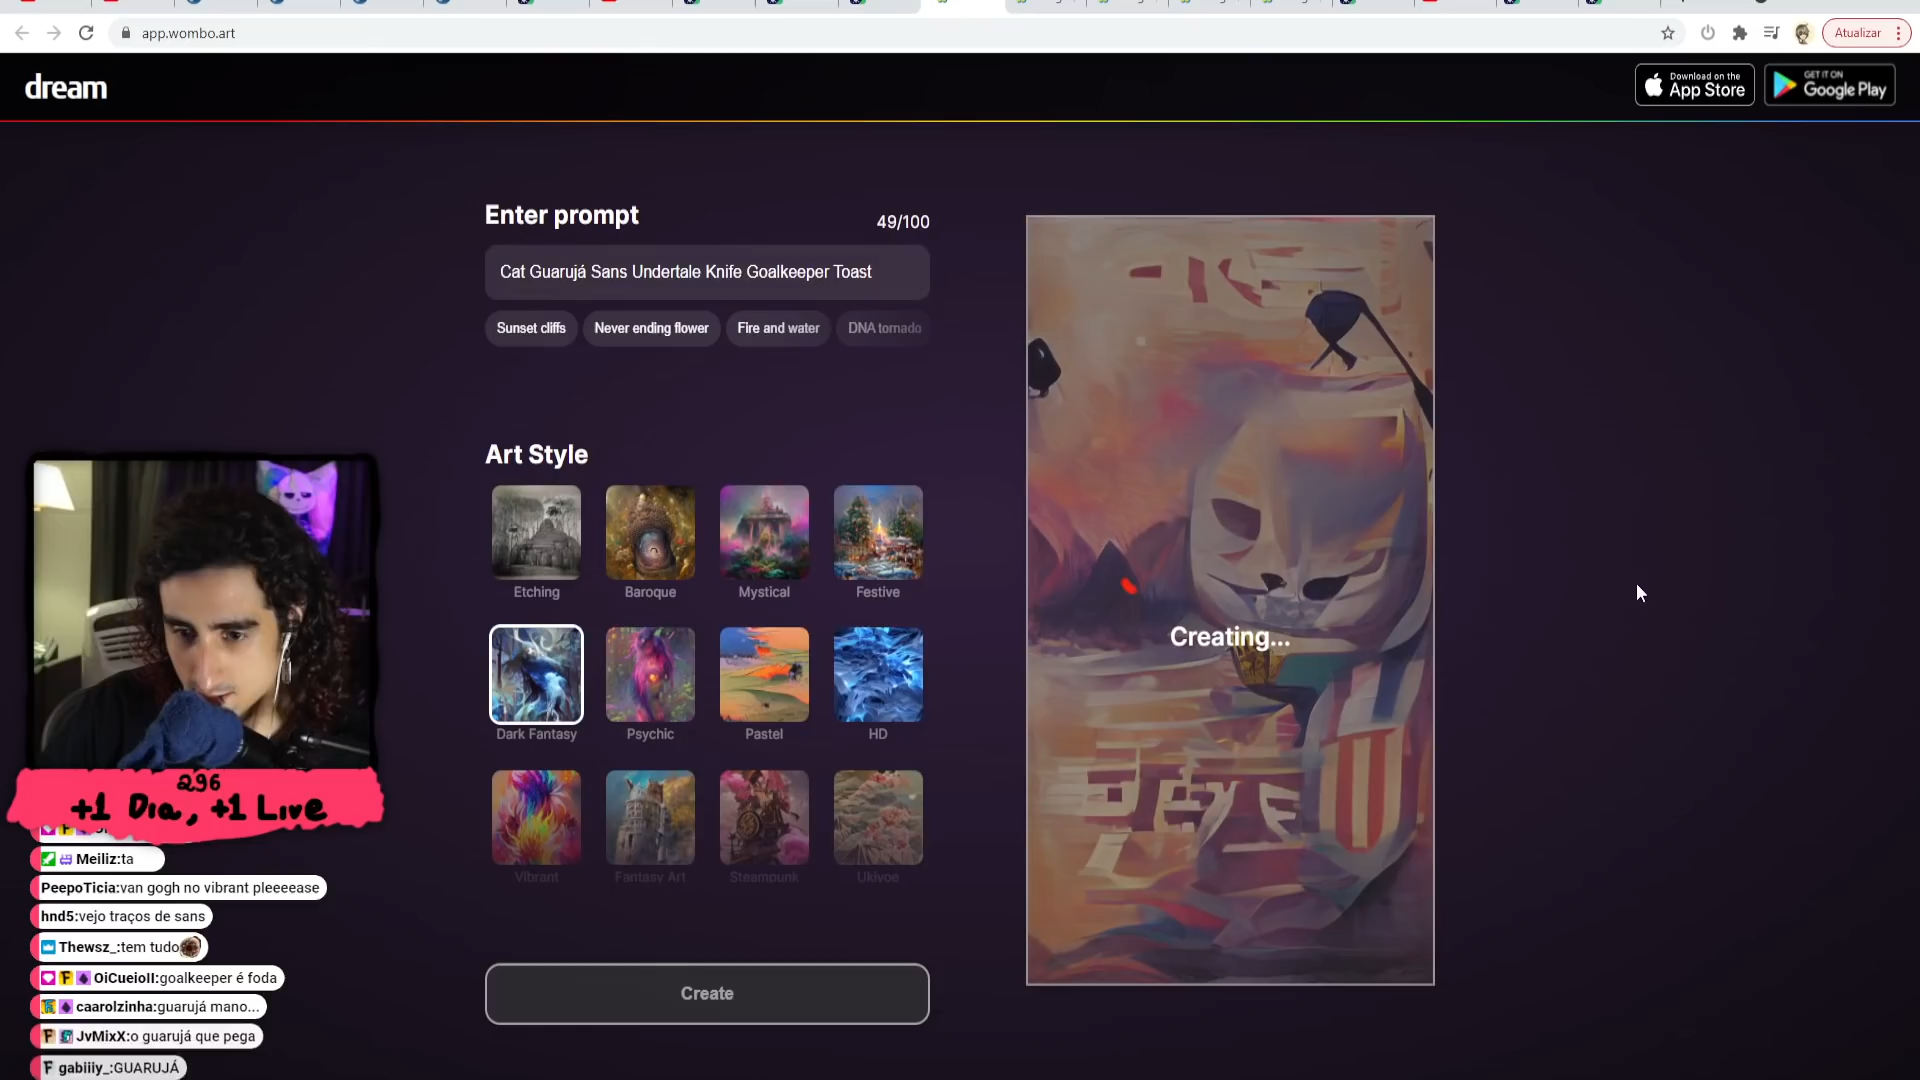 app.wombo.art
Atualizar
dream
Download on the
App Store
GET IT ON
Google Play
Enter prompt
49/100
Cat Guarujá Sans Undertale Knife Goalkeeper Toast
Sunset cliffs
Never ending flower
Fire and water
DNA tornado
Art Style
Etching
Baroque
Mystical
Festive
Dark Fantasy
Psychic
Pastel
HD
Vibrant
Fantasy Art
Steampunk
Ukiyoe
Create
Creating...
296
+1 Dia, +1 Live
Meiliz:ta
PeepoTicia:van gogh no vibrant pleeeease
hnd5:vejo traços de sans
Thewsz_:tem tudo
OiCueioII:goalkeeper é foda
caarolzinha:guarujá mano...
JvMixX:o guarujá que pega
gabiiiy_:GUARUJÁ